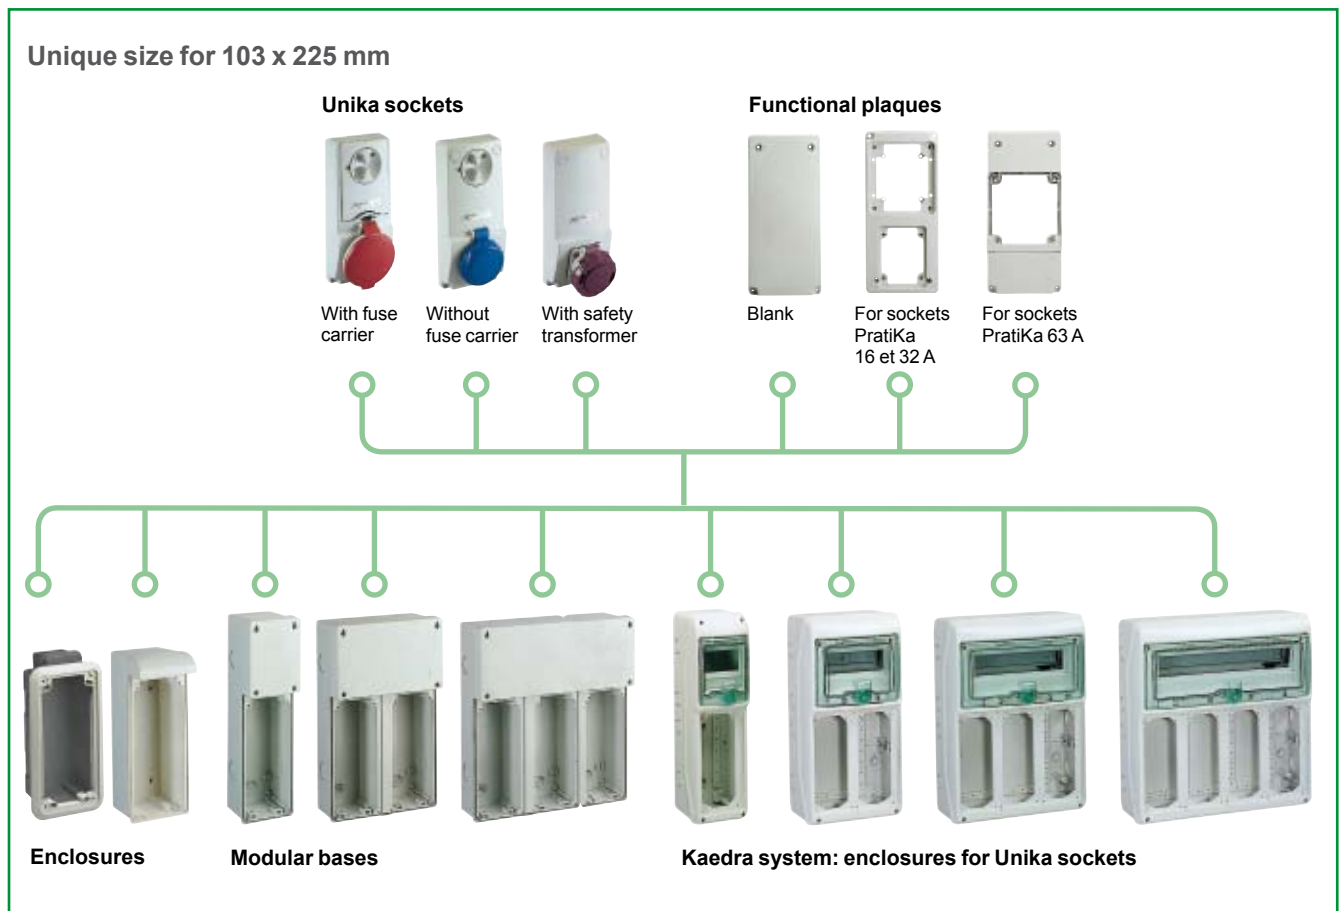 Unique size for 103 x 225 mm
Unika sockets
Functional plaques
With fuse
carrier
Without
fuse carrier
With safety
transformer
Blank
For sockets
PratiKa
16 et 32 A
For sockets
PratiKa 63 A
Enclosures
Modular bases
Kaedra system: enclosures for Unika sockets